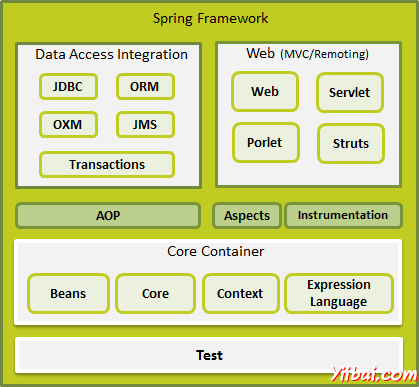 Spring Framework
Data Access Integration
JDBC
ORM
OXM
JMS
Transactions
Web (MVC/Remoting)
Web
Servlet
Porlet
Struts
AOP
Aspects
Instrumentation
Core Container
Beans
Core
Context
Expression
Language
Test
Yiibai.com